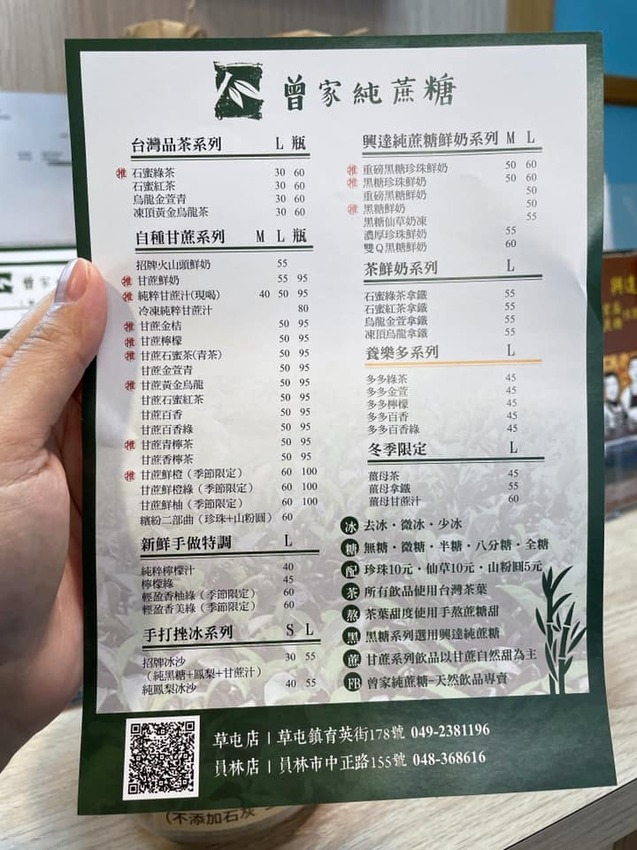 曾家純蔗糖
台灣品茶系列 L 瓶
推 石蜜綠茶 30 60
石蜜紅茶 30 60
烏龍金萱青 30 60
凍頂黃金烏龍茶 30 60
自種甘蔗系列 M L 瓶
招牌火山頭鮮奶 55
推 甘蔗鮮奶 55 95
推 純粹甘蔗汁(現喝) 40 50 95
冷凍純粹甘蔗汁 80
推 甘蔗金桔 50 95
推 甘蔗檸檬 50 95
推 甘蔗石蜜茶(青茶) 50 95
甘蔗金萱青 50 95
推 甘蔗黃金烏龍 50 95
甘蔗石蜜紅茶 50 95
甘蔗百香 50 95
甘蔗百香綠 50 95
推 甘蔗青檸茶 50 95
甘蔗香檸茶 50 95
推 甘蔗鮮橙（季節限定） 60 100
甘蔗鮮橙綠（季節限定） 60 100
甘蔗鮮柚（季節限定） 60 100
繽紛二部曲（珍珠+山粉圓） 60
新鮮手做特調 L
純粹檸檬汁 40
檸檬綠 45
輕盈香柚綠（季節限定） 60
輕盈香美綠（季節限定） 60
手打挫冰系列 S L
招牌冰沙 30 55
（純黑糖+鳳梨+甘蔗汁）
純鳳梨冰沙 40 55
興達純蔗糖鮮奶系列 M L
推 重磅黑糖珍珠鮮奶 50 60
推 黑糖珍珠鮮奶 50 60
重磅黑糖鮮奶 50
推 黑糖鮮奶 50
黑糖仙草奶凍 55
濃厚珍珠鮮奶 55
雙Q黑糖鮮奶 60
茶鮮奶系列 L
石蜜綠茶拿鐵 55
石蜜紅茶拿鐵 55
烏龍金萱拿鐵 55
凍頂烏龍拿鐵 55
養樂多系列 L
多多綠茶 45
多多金萱 45
多多檸檬 45
多多百香 45
多多百香綠 45
冬季限定 L
薑母茶 45
薑母拿鐵 55
薑母甘蔗汁 60
冰 去冰・微冰・少冰
糖 無糖・微糖・半糖・八分糖・全糖
配 珍珠10元・仙草10元・山粉圓5元
茶 所有飲品使用台灣茶葉
熬 茶葉甜度使用手熬蔗糖甜
黑 黑糖系列選用興達純蔗糖
蔗 甘蔗系列飲品以甘蔗自然甜為主
FB 曾家純蔗糖-天然飲品專賣
草屯店 | 草屯鎮育英街178號 049-2381196
員林店 | 員林市中正路155號 048-368616
(不添加石灰